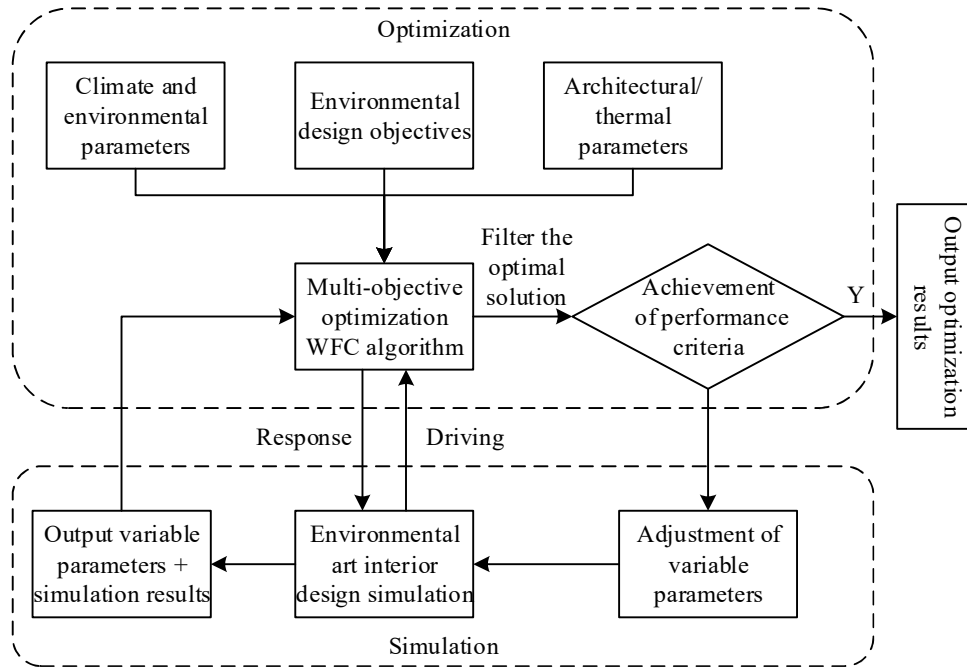 Optimization
Climate and
environmental
parameters
Environmental
design objectives
Architectural/
thermal
parameters
Filter the
optimal
solution
Multi-objective
optimization
WFC algorithm
Achievement
of performance
criteria
Y
Output optimization
results
Response
Driving
Output variable
parameters +
simulation results
Environmental
art interior
design simulation
Adjustment of
variable
parameters
Simulation